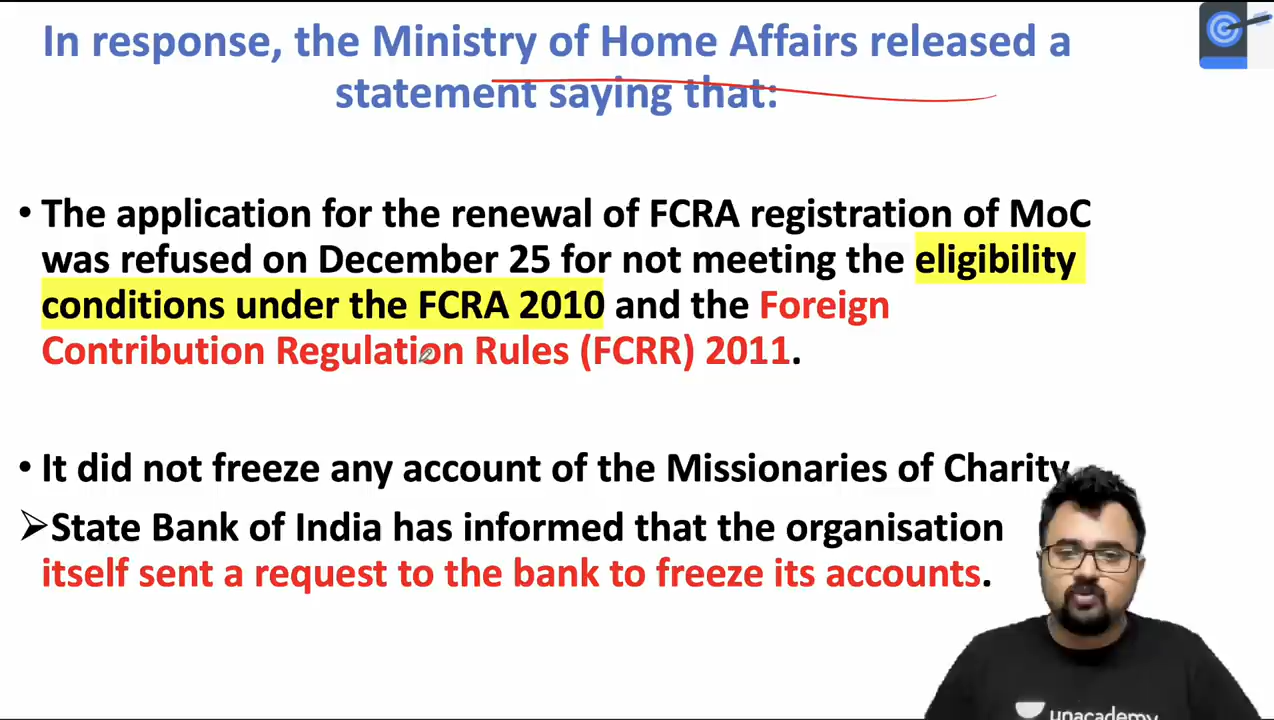 In response, the Ministry of Home Affairs released a
statement saying that:
• The application for the renewal of FCRA registration of MoC
was refused on December 25 for not meeting the eligibility
conditions under the FCRA 2010 and the Foreign
Contribution Regulation Rules (FCRR) 2011.
• It did not freeze any account of the Missionaries of Charity
➢State Bank of India has informed that the organisation
itself sent a request to the bank to freeze its accounts.
unacademy